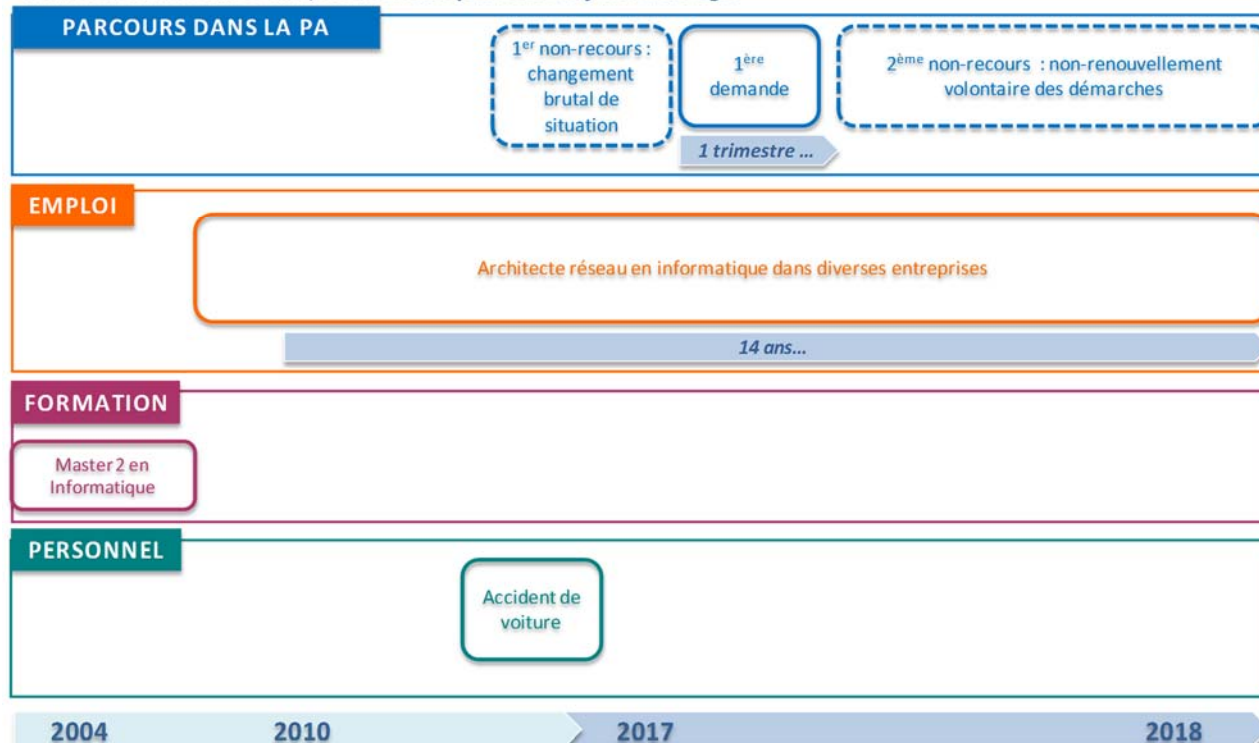 PARCOURS DANS LA PA
1er non-recours :
changement
brutal de
situation
1ère
demande
2ème non-recours : non-renouvellement
volontaire des démarches
1 trimestre ...
EMPLOI
Architecte réseau en informatique dans diverses entreprises
14 ans...
FORMATION
Master 2 en
Informatique
PERSONNEL
Accident de
voiture
2004 2010 2017 2018